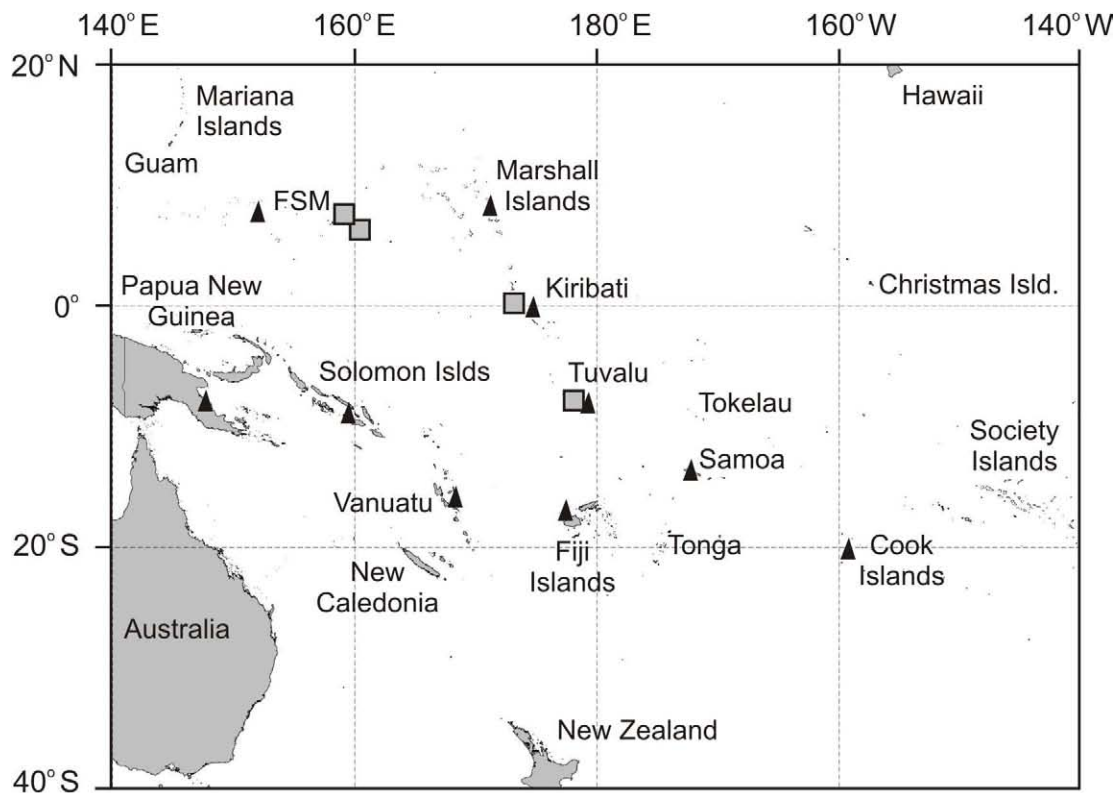 140°E
160°E
180°E
160°W
140°W
20°N
Mariana
Islands
Hawaii
Guam
Marshall
Islands
FSM
Papua New
Guinea
Kiribati
Christmas Isld.
0°
Solomon Islds
Tuvalu
Tokelau
Society
Islands
Samoa
Vanuatu
20°S
Fiji
Islands
Tonga
Cook
Islands
New
Caledonia
Australia
New Zealand
40°S